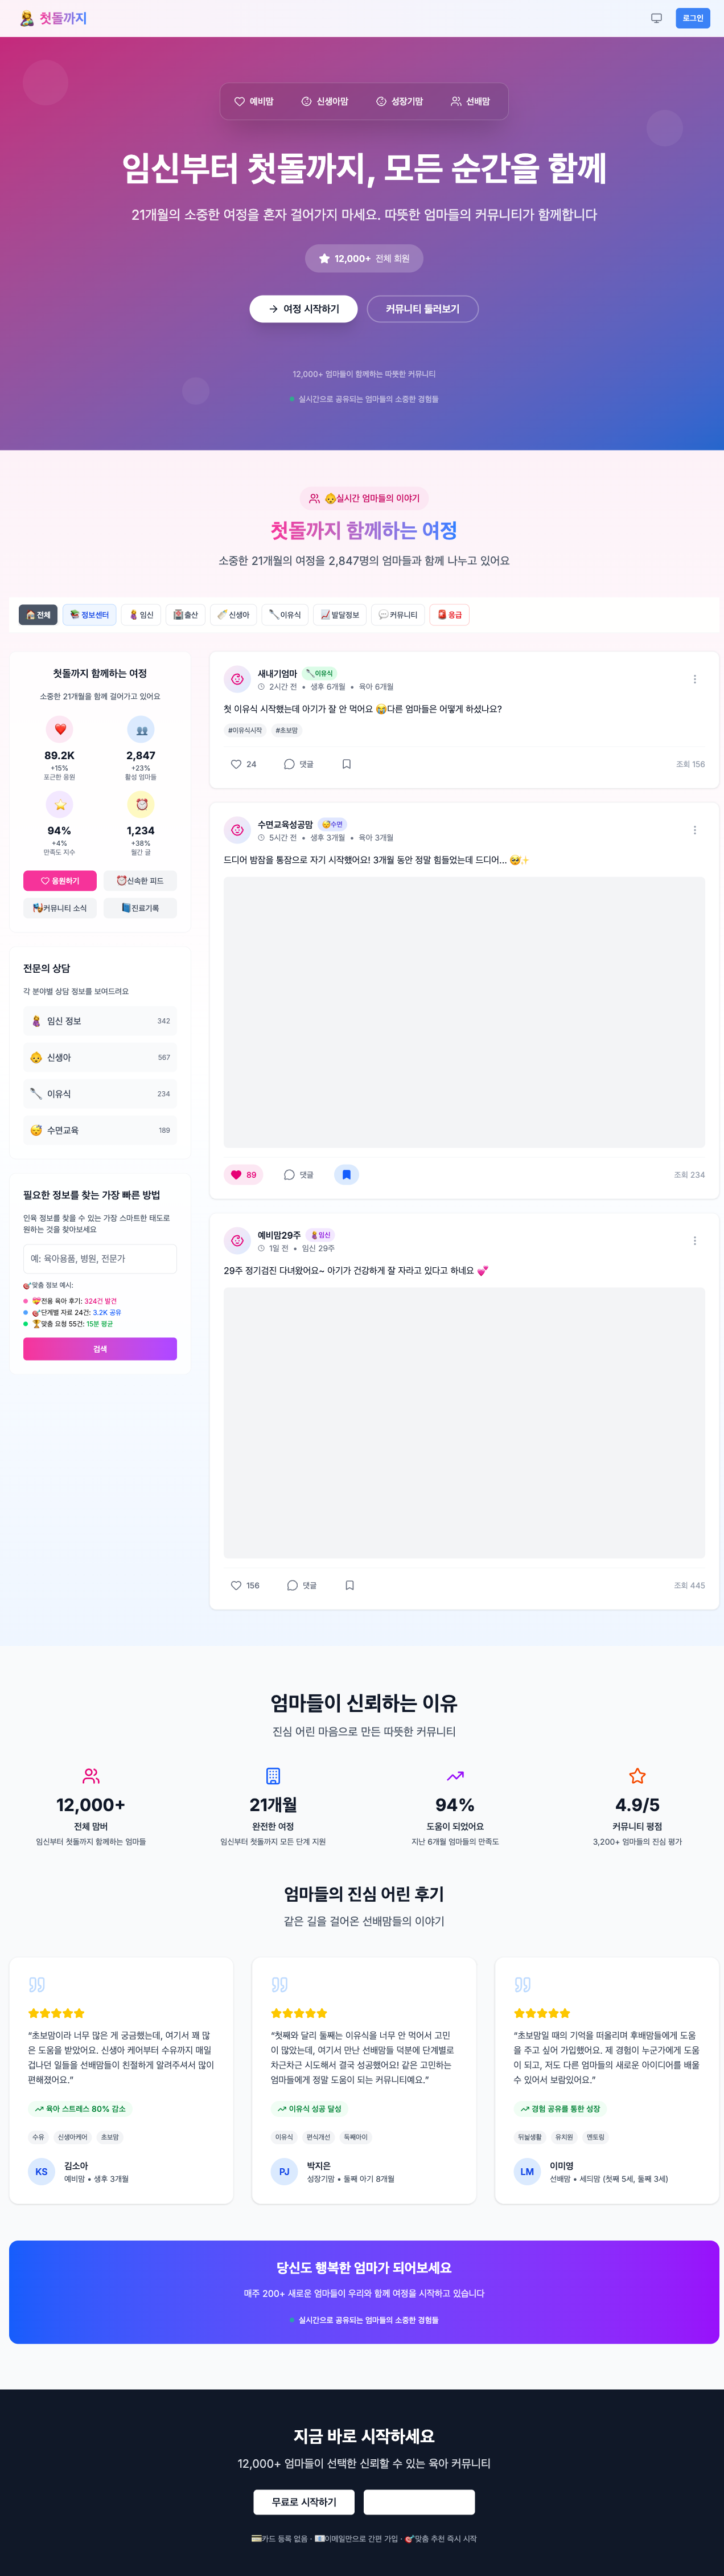 첫돌까지
로그인
예비맘
신생아맘
성장기맘
선배맘
임신부터 첫돌까지, 모든 순간을 함께
21개월의 소중한 여정을 혼자 걸어가지 마세요. 따뜻한 엄마들의 커뮤니티가 함께합니다
12,000+ 전체 회원
여정 시작하기
커뮤니티 둘러보기
12,000+ 엄마들이 함께하는 따뜻한 커뮤니티
실시간으로 공유되는 엄마들의 소중한 경험들
👶실시간 엄마들의 이야기
첫돌까지 함께하는 여정
소중한 21개월의 여정을 2,847명의 엄마들과 함께 나누고 있어요
전체
정보센터
임신
출산
신생아
이유식
발달정보
커뮤니티
응급
첫돌까지 함께하는 여정
소중한 21개월을 함께 걸어가고 있어요
89.2K
+15%
포근한 응원
2,847
+23%
활성 엄마들
94%
+4%
만족도 지수
1,234
+38%
월간 글
응원하기
신속한 피드
커뮤니티 소식
진료기록
전문의 상담
각 분야별 상담 정보를 보여드려요
임신 정보 342
신생아 567
이유식 234
수면교육 189
필요한 정보를 찾는 가장 빠른 방법
인육 정보를 찾을 수 있는 가장 스마트한 태도로
원하는 것을 찾아보세요
예: 육아용품, 병원, 전문가
맞춤 정보 예시:
전용 육아 후기: 324건 발견
단계별 자료 24건: 3.2K 공유
맞춤 요청 55건: 15분 평균
검색
새내기엄마 이유식
2시간 전 • 생후 6개월 • 육아 6개월
첫 이유식 시작했는데 아기가 잘 안 먹어요 😭다른 엄마들은 어떻게 하셨나요?
#이유식시작 #초보맘
24 댓글 조회 156
수면교육성공맘 수면
5시간 전 • 생후 3개월 • 육아 3개월
드디어 밤잠을 통잠으로 자기 시작했어요! 3개월 동안 정말 힘들었는데 드디어... 🥹✨
89 댓글 조회 234
예비맘29주 임신
1일 전 • 임신 29주
29주 정기검진 다녀왔어요~ 아기가 건강하게 잘 자라고 있다고 하네요 💕
156 댓글 조회 445
엄마들이 신뢰하는 이유
진심 어린 마음으로 만든 따뜻한 커뮤니티
12,000+
전체 맘버
임신부터 첫돌까지 함께하는 엄마들
21개월
완전한 여정
임신부터 첫돌까지 모든 단계 지원
94%
도움이 되었어요
지난 6개월 엄마들의 만족도
4.9/5
커뮤니티 평점
3,200+ 엄마들의 진심 평가
엄마들의 진심 어린 후기
같은 길을 걸어온 선배맘들의 이야기
"초보맘이라 너무 많은 게 궁금했는데, 여기서 꽤 많
은 도움을 받았어요. 신생아 케어부터 수유까지 매일
겁나던 일들을 선배맘들이 친절하게 알려주셔서 많이
편해졌어요."
육아 스트레스 80% 감소
수유 신생아케어 초보맘
KS
김소아
예비맘 • 생후 3개월
"첫째와 달리 둘째는 이유식을 너무 안 먹어서 고민
이 많았는데, 여기서 만난 선배맘들 덕분에 단계별로
차근차근 시도해서 결국 성공했어요! 같은 고민하는
엄마들에게 정말 도움이 되는 커뮤니티예요."
이유식 성공 달성
이유식 편식개선 둑째마이
PJ
박지은
성장기맘 • 둘째 아기 8개월
"초보맘일 때의 기억을 떠올리며 후배맘들에게 도움
을 주고 싶어 가입했어요. 제 경험이 누군가에게 도움
이 되고, 저도 다른 엄마들의 새로운 아이디어를 배울
수 있어서 보람있어요."
경험 공유를 통한 성장
뒤닐생활 유치원 멘토링
LM
이미영
선배맘 • 세듸맘 (첫째 5세, 둘째 3세)
당신도 행복한 엄마가 되어보세요
매주 200+ 새로운 엄마들이 우리와 함께 여정을 시작하고 있습니다
실시간으로 공유되는 엄마들의 소중한 경험들
지금 바로 시작하세요
12,000+ 엄마들이 선택한 신뢰할 수 있는 육아 커뮤니티
무료로 시작하기
💳카드 등록 없음 · 📧이메일만으로 간편 가입 · 🎯맞춤 추천 즉시 시작